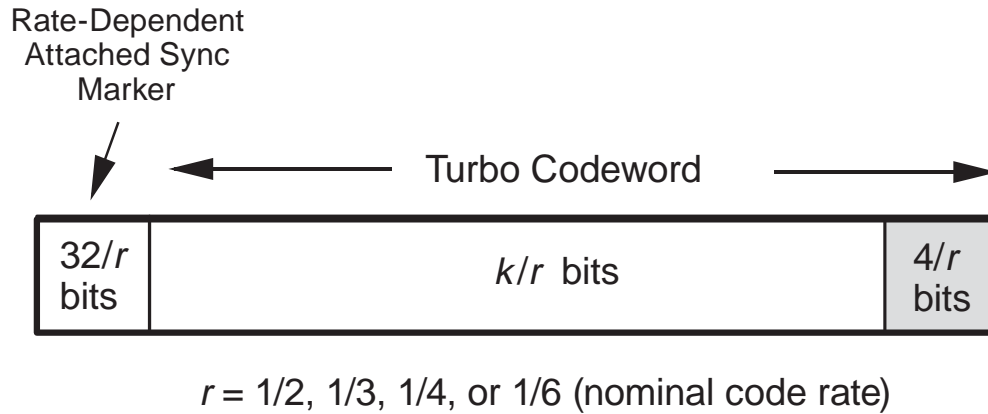 Rate-Dependent
Attached Sync
Marker
Turbo Codeword
32/r
bits
k/r bits
4/r
bits
r = 1/2, 1/3, 1/4, or 1/6 (nominal code rate)